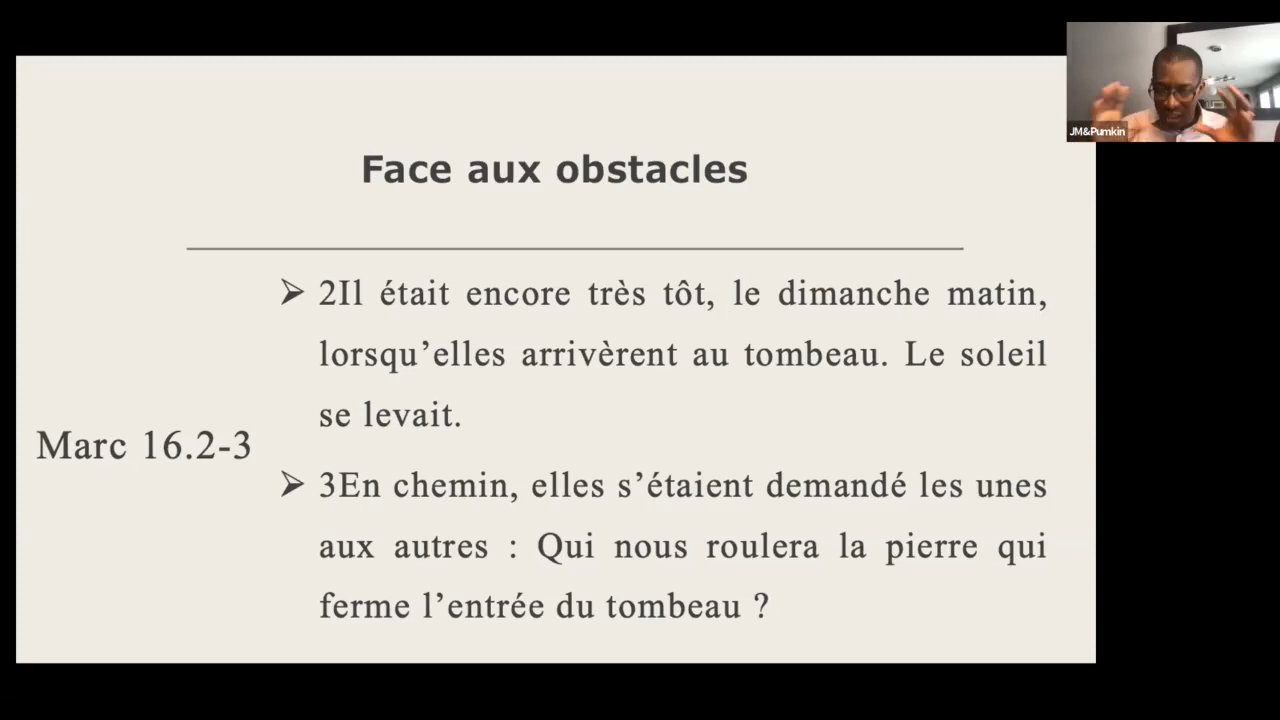 Face aux obstacles
Marc 16.2-3
➢ 2Il était encore très tôt, le dimanche matin,
lorsqu’elles arrivèrent au tombeau. Le soleil
se levait.
➢ 3En chemin, elles s’étaient demandé les unes
aux autres : Qui nous roulera la pierre qui
ferme l’entrée du tombeau ?
JM&Pumkin